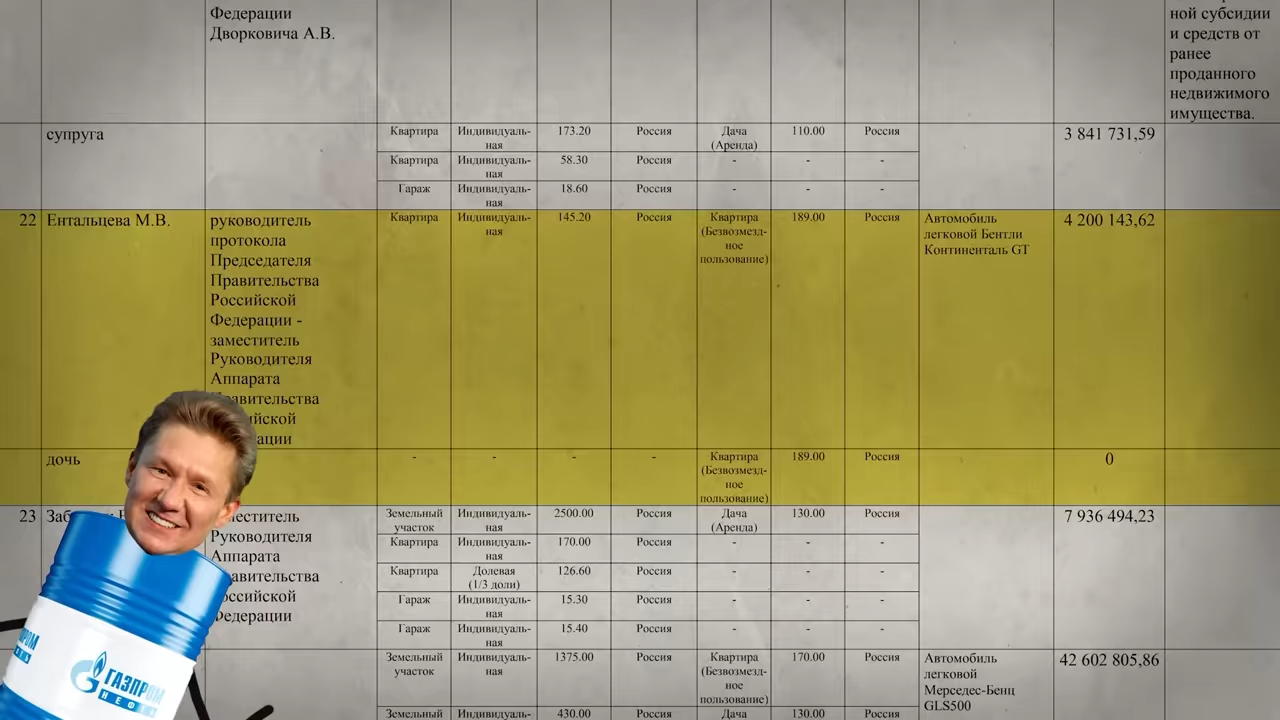 Федерации
Дворковича А.В.
ной субсидии
и средств от
ранее
проданного
недвижимого
имущества.
супруга
Квартира Индивидуаль- 173.20 Россия Дача 110.00 Россия 3 841 731,59
ная (Аренда)
Квартира Индивидуаль- 58.30 Россия - - -
ная
Гараж Индивидуаль- 18.60 Россия - - -
ная
22 Ентальцева М.В.
руководитель
протокола
Председателя
Правительства
Российской
Федерации -
заместитель
Руководителя
Аппарата
Квартира Индивидуаль- 145.20 Россия
ная
Квартира 189.00 Россия
(Безвозмезд-
ное
пользование)
Автомобиль
легковой Бентли
Континенталь GT
4 200 143,62
дочь
- - - - Квартира 189.00 Россия 0
(Безвозмезд-
ное
пользование)
23
Руководителя
Аппарата
Федерации
Земельный Индивидуаль- 2500.00 Россия Дача 130.00 Россия 7 936 494,23
участок ная (Аренда)
Квартира Индивидуаль- 170.00 Россия - - -
ная
Квартира Долевая 126.60 Россия - - -
(1/3 доли)
Гараж Индивидуаль- 15.30 Россия - - -
ная
Гараж Индивидуаль- 15.40 Россия - - -
ная
Земельный Индивидуаль- 1375.00 Россия Квартира 170.00 Россия
участок ная (Безвозмезд-
ное
пользование)
Автомобиль
легковой
Мерседес-Бенц
GLS500
42 602 805,86
Земельный Индивидуаль- 430.00 Россия Дача 130.00 Россия
ГАЗПРОМ
НЕФТЬ